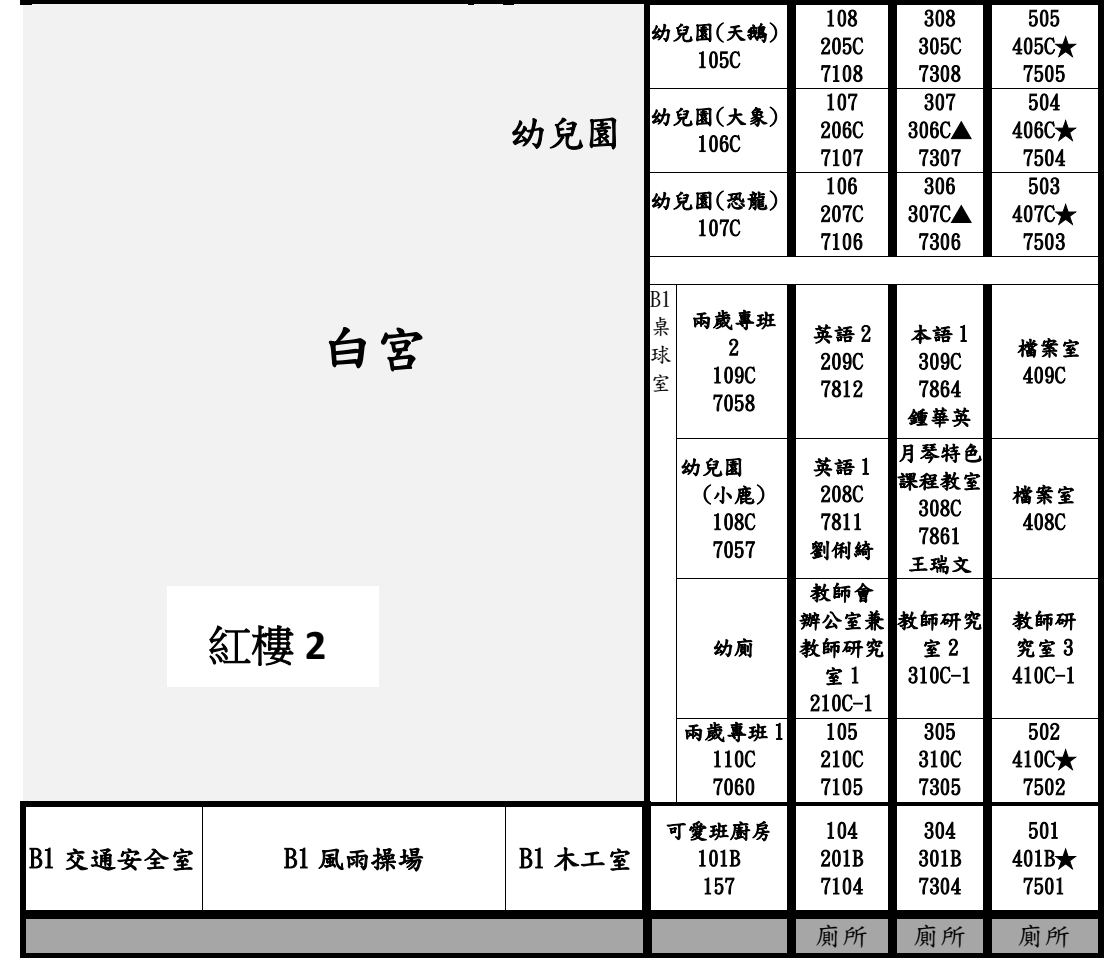 幼兒園
白宮
紅樓 2
幼兒園(天鵝)
105C
108
205C
7108
308
305C
7308
505
405C★
7505
幼兒園(大象)
106C
107
206C
7107
307
306C▲
7307
504
406C★
7504
幼兒園(恐龍)
107C
106
207C
7106
306
307C▲
7306
503
407C★
7503
B1
桌
球
室
兩歲專班
2
109C
7058
英語 2
209C
7812
本語 1
309C
7864
鍾華英
檔案室
409C
幼兒園
(小鹿)
108C
7057
英語 1
208C
7811
劉俐綺
月琴特色
課程教室
308C
7861
王瑞文
檔案室
408C
幼廁
教師會
辦公室兼
教師研究
室 1
210C-1
教師研究
室 2
310C-1
教師研
究室 3
410C-1
兩歲專班 1
110C
7060
105
210C
7105
305
310C
7305
502
410C★
7502
B1 交通安全室
B1 風雨操場
B1 木工室
可愛班廚房
101B
157
104
201B
7104
304
301B
7304
501
401B★
7501
廁所
廁所
廁所